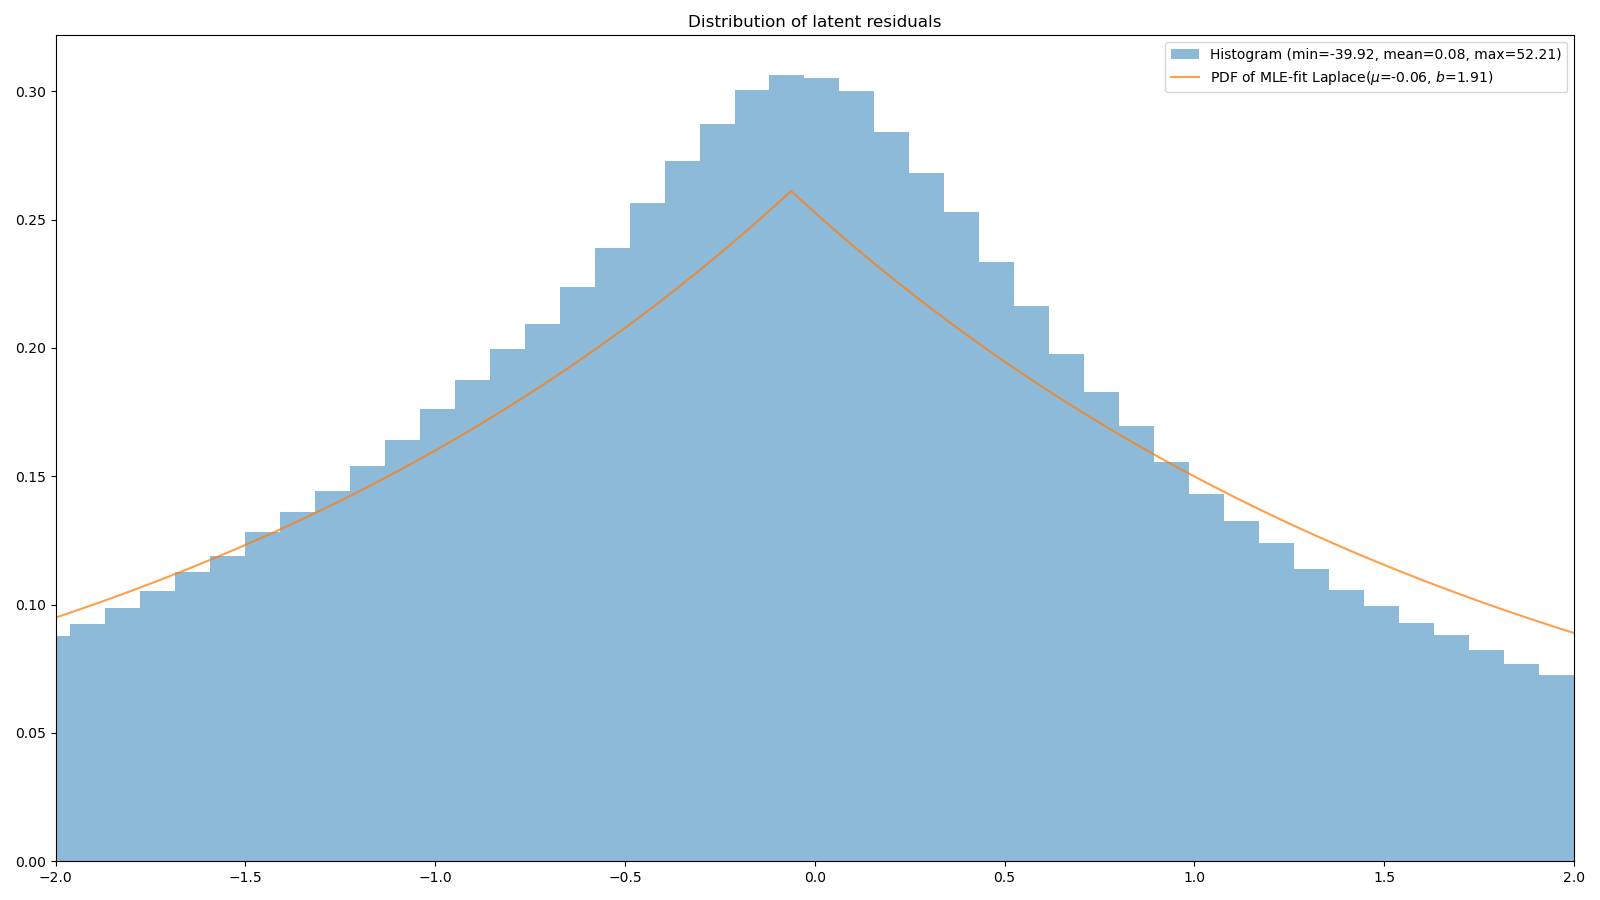 Distribution of latent residuals
Histogram (min=-39.92, mean=0.08, max=52.21)
PDF of MLE-fit Laplace(μ=-0.06, b=1.91)
0.30
0.25
0.20
0.15
0.10
0.05
0.00
−2.0 −1.5 −1.0 −0.5 0.0 0.5 1.0 1.5 2.0